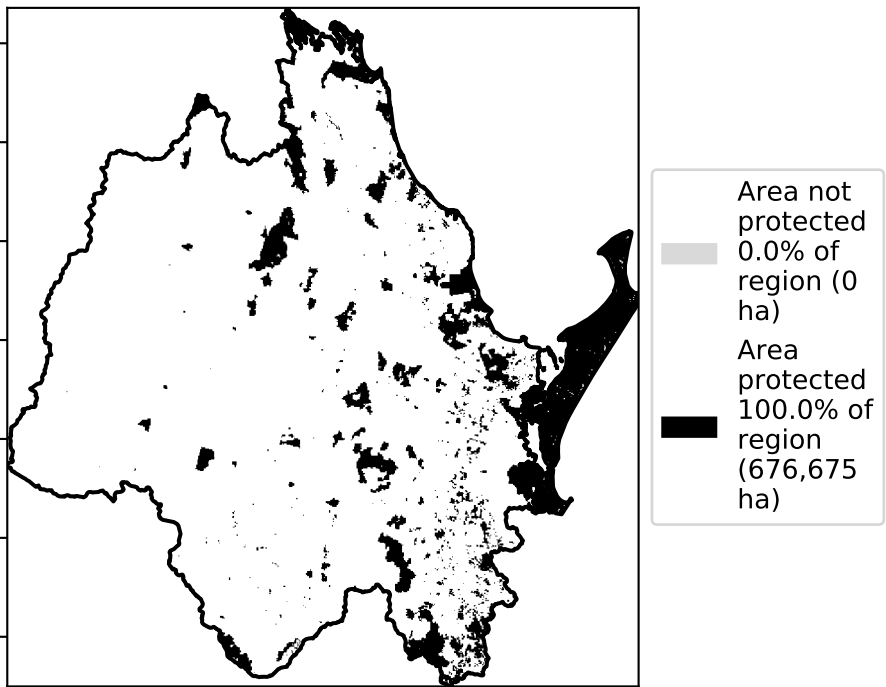 Area not
protected
0.0% of
region (0
ha)
Area
protected
100.0% of
region
(676,675
ha)